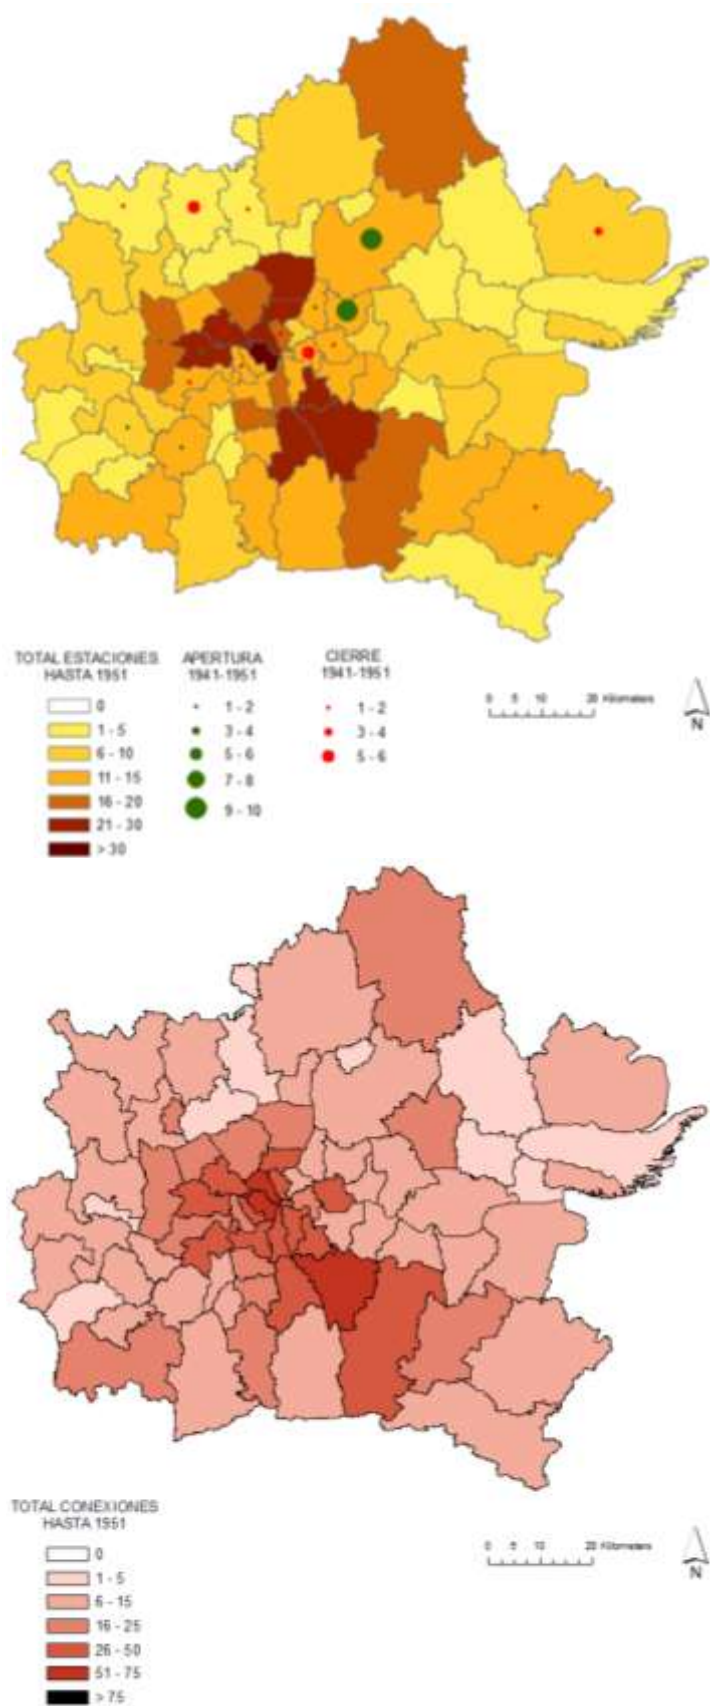 TOTAL ESTACIONES
HASTA 1951
0
1 - 5
6 - 10
11 - 15
16 - 20
21 - 30
> 30
APERTURA
1941-1951
1 - 2
3 - 4
5 - 6
7 - 8
9 - 10
CIERRE
1941-1951
1 - 2
3 - 4
5 - 6
0 5 10 20 Kilometers
N
TOTAL CONEXIONES
HASTA 1951
0
1 - 5
6 - 15
16 - 25
26 - 50
51 - 75
> 75
0 5 10 20 Kilometers
N